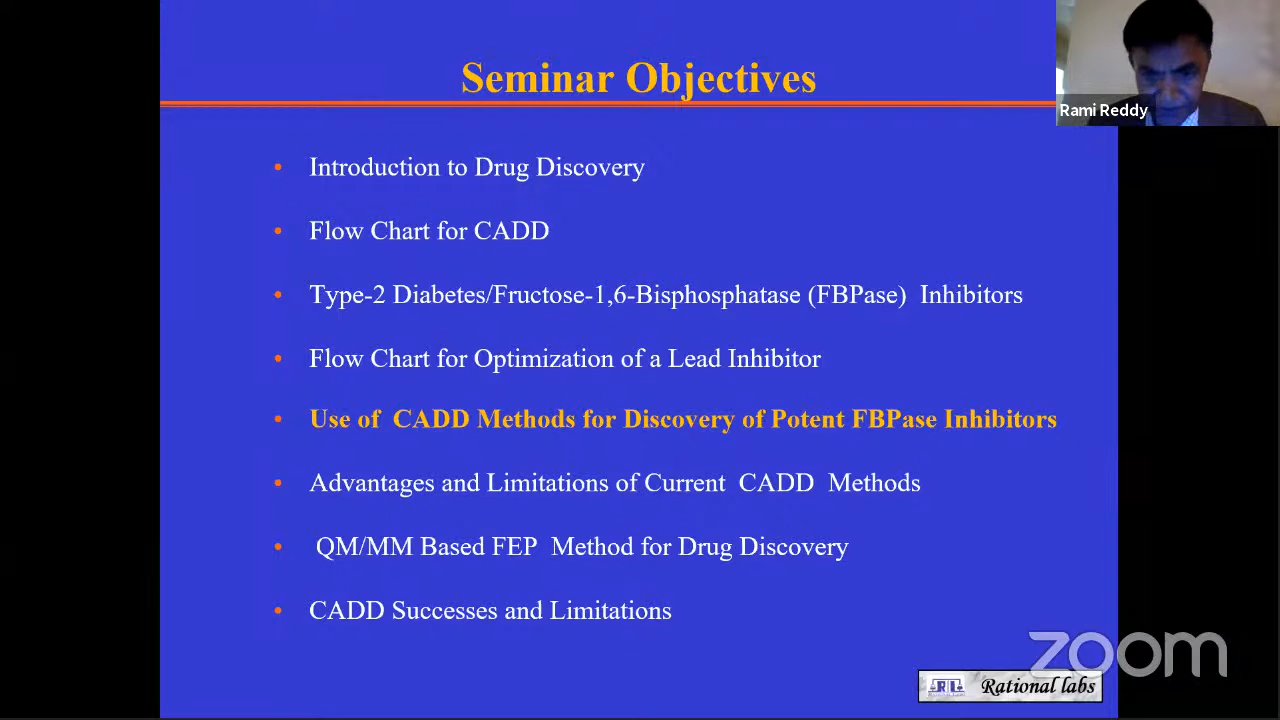 Seminar Objectives
Rami Reddy
• Introduction to Drug Discovery
• Flow Chart for CADD
• Type-2 Diabetes/Fructose-1,6-Bisphosphatase (FBPase) Inhibitors
• Flow Chart for Optimization of a Lead Inhibitor
• Use of CADD Methods for Discovery of Potent FBPase Inhibitors
• Advantages and Limitations of Current CADD Methods
• QM/MM Based FEP Method for Drug Discovery
• CADD Successes and Limitations
zoom
RL Rational labs